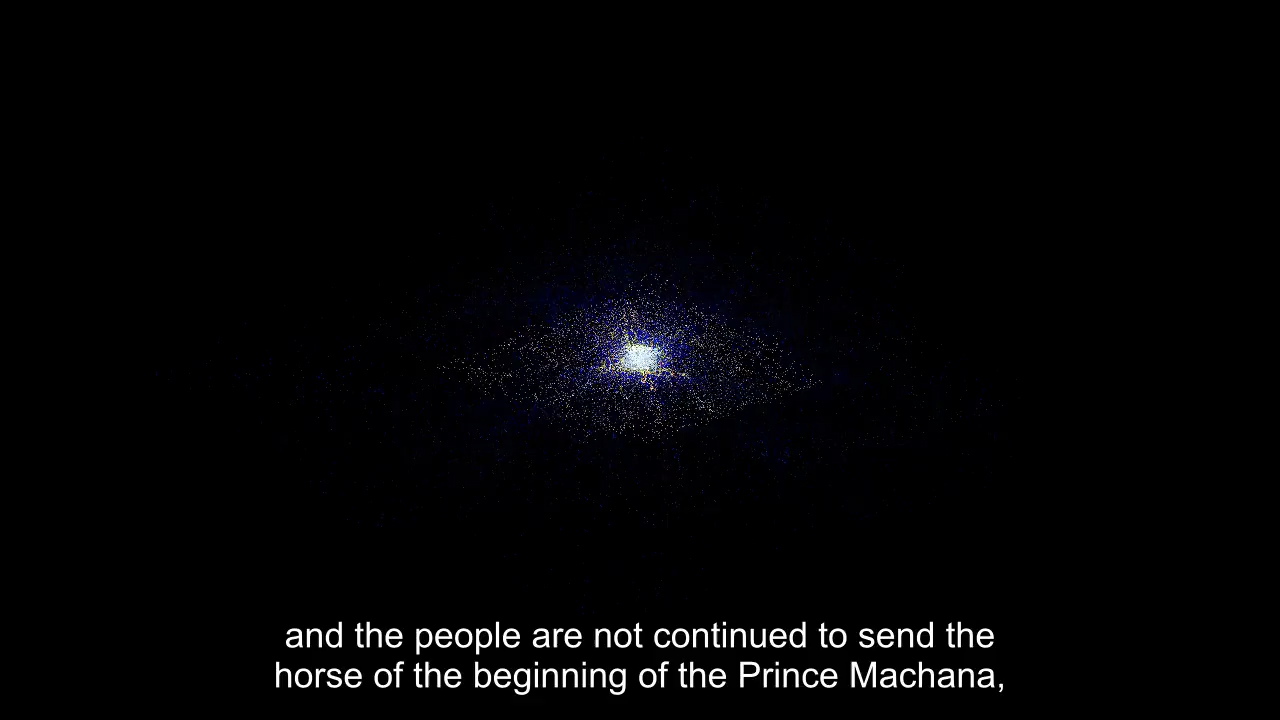 and the people are not continued to send the
horse of the beginning of the Prince Machana,